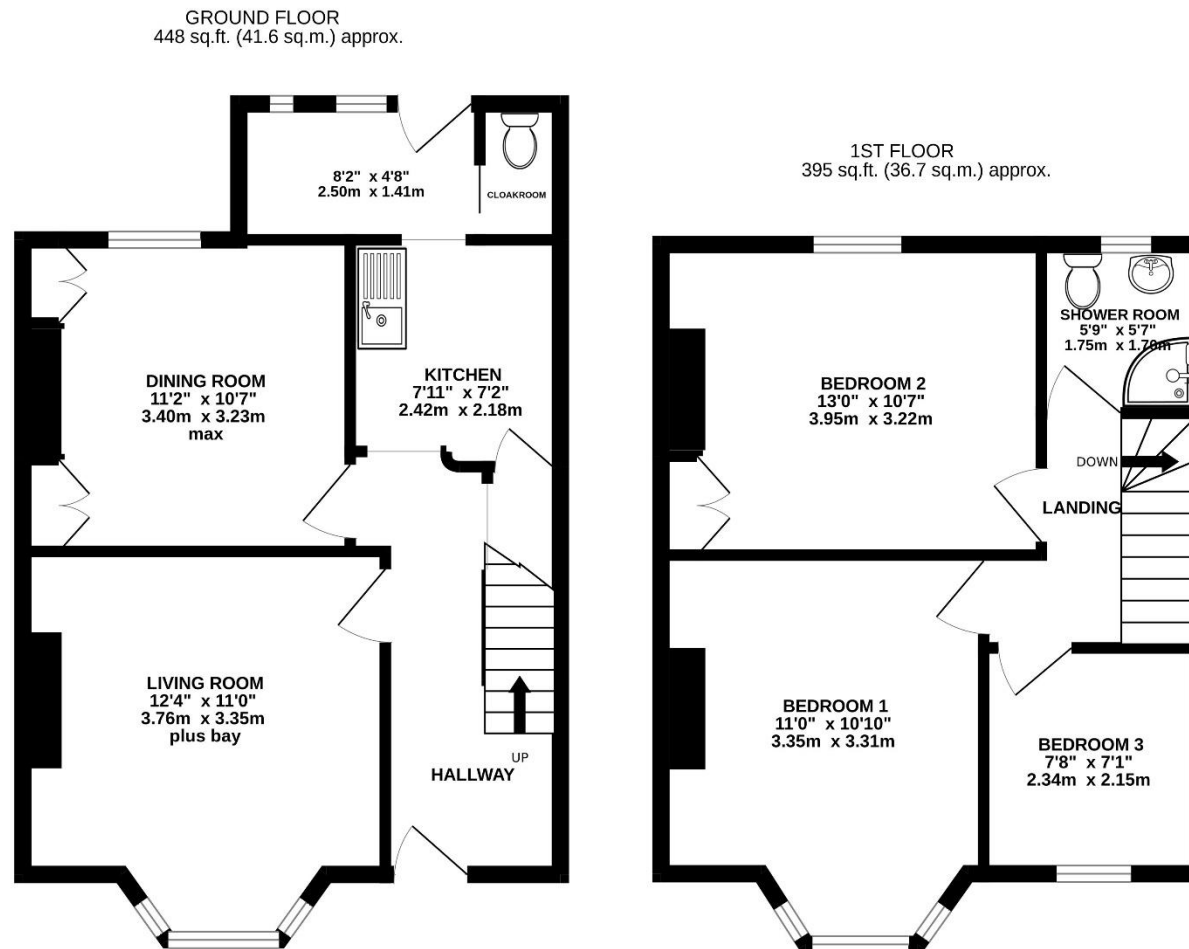 GROUND FLOOR
448 sq.ft. (41.6 sq.m.) approx.
8'2" x 4'8"
2.50m x 1.41m
CLOAKROOM
DINING ROOM
11'2" x 10'7"
3.40m x 3.23m
max
KITCHEN
7'11" x 7'2"
2.42m x 2.18m
LIVING ROOM
12'4" x 11'0"
3.76m x 3.35m
plus bay
UP
HALLWAY
1ST FLOOR
395 sq.ft. (36.7 sq.m.) approx.
SHOWER ROOM
5'9" x 5'7"
1.75m x 1.70m
BEDROOM 2
13'0" x 10'7"
3.95m x 3.22m
DOWN
LANDING
BEDROOM 1
11'0" x 10'10"
3.35m x 3.31m
BEDROOM 3
7'8" x 7'1"
2.34m x 2.15m